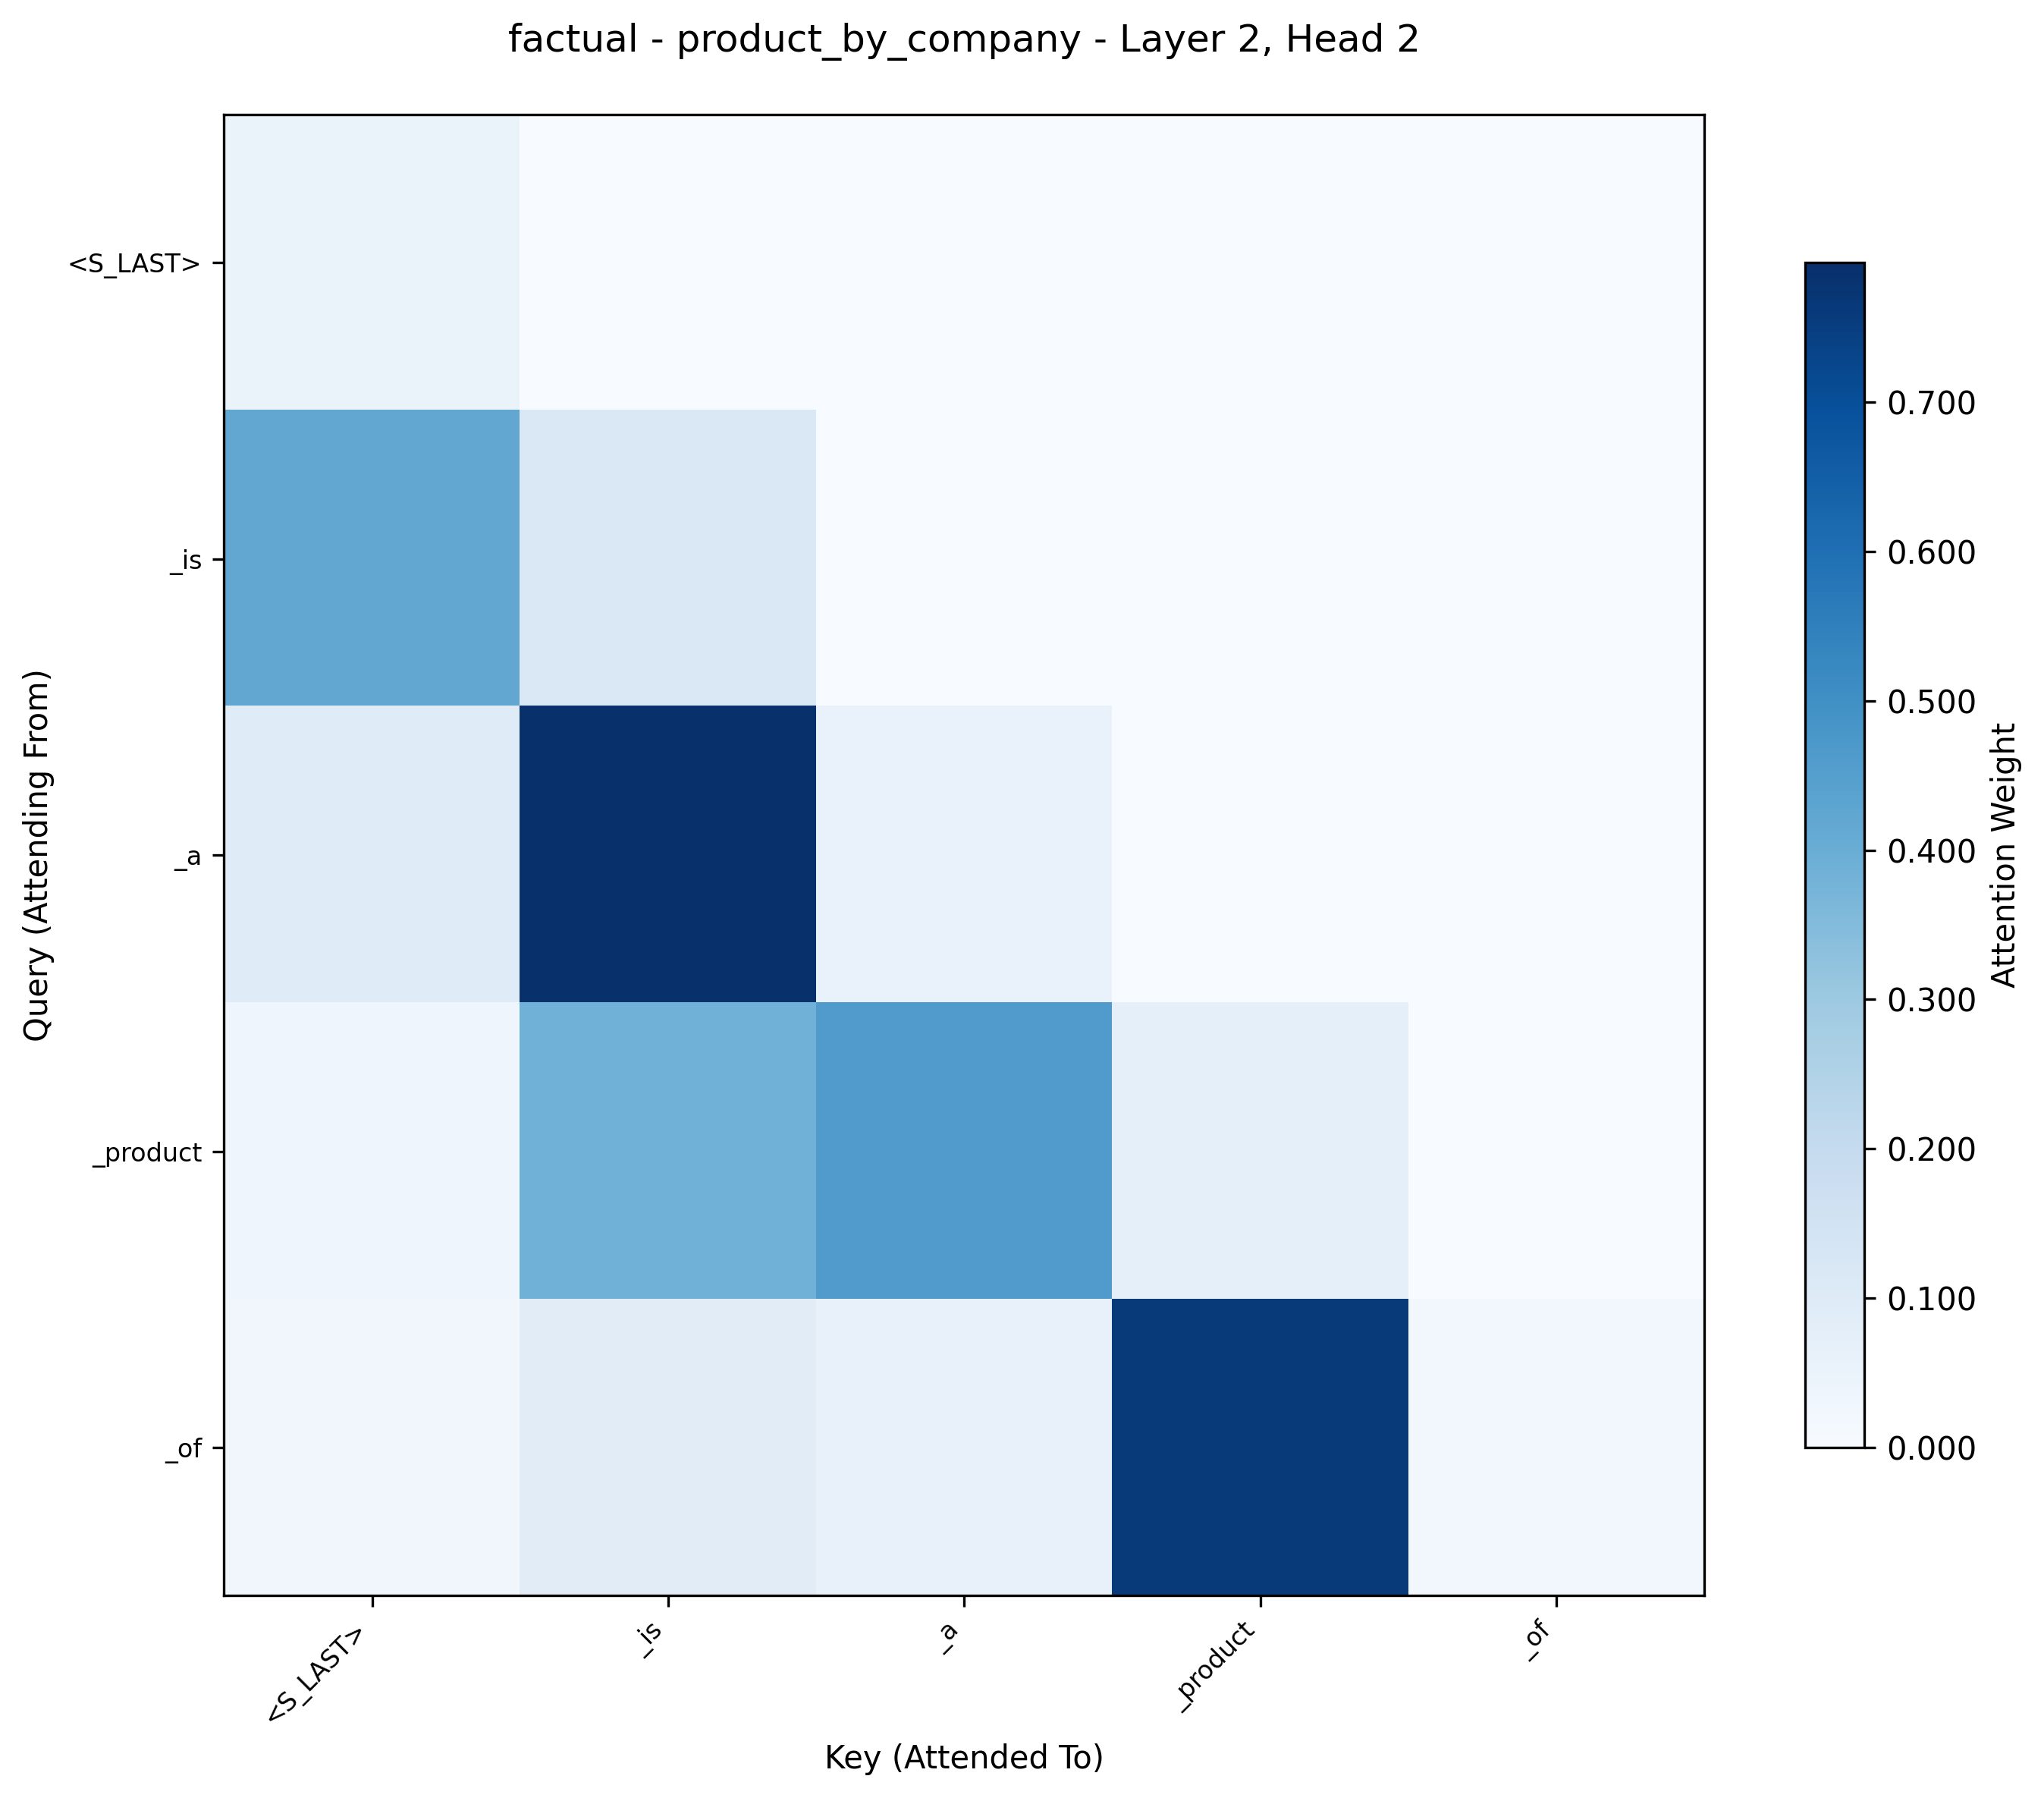 factual - product_by_company - Layer 2, Head 2
Query (Attending From)
<S_LAST>
_is
_a
_product
_of
<S_LAST>
_is
_a
_product
_of
Key (Attended To)
0.700
0.600
0.500
0.400
0.300
0.200
0.100
0.000
Attention Weight